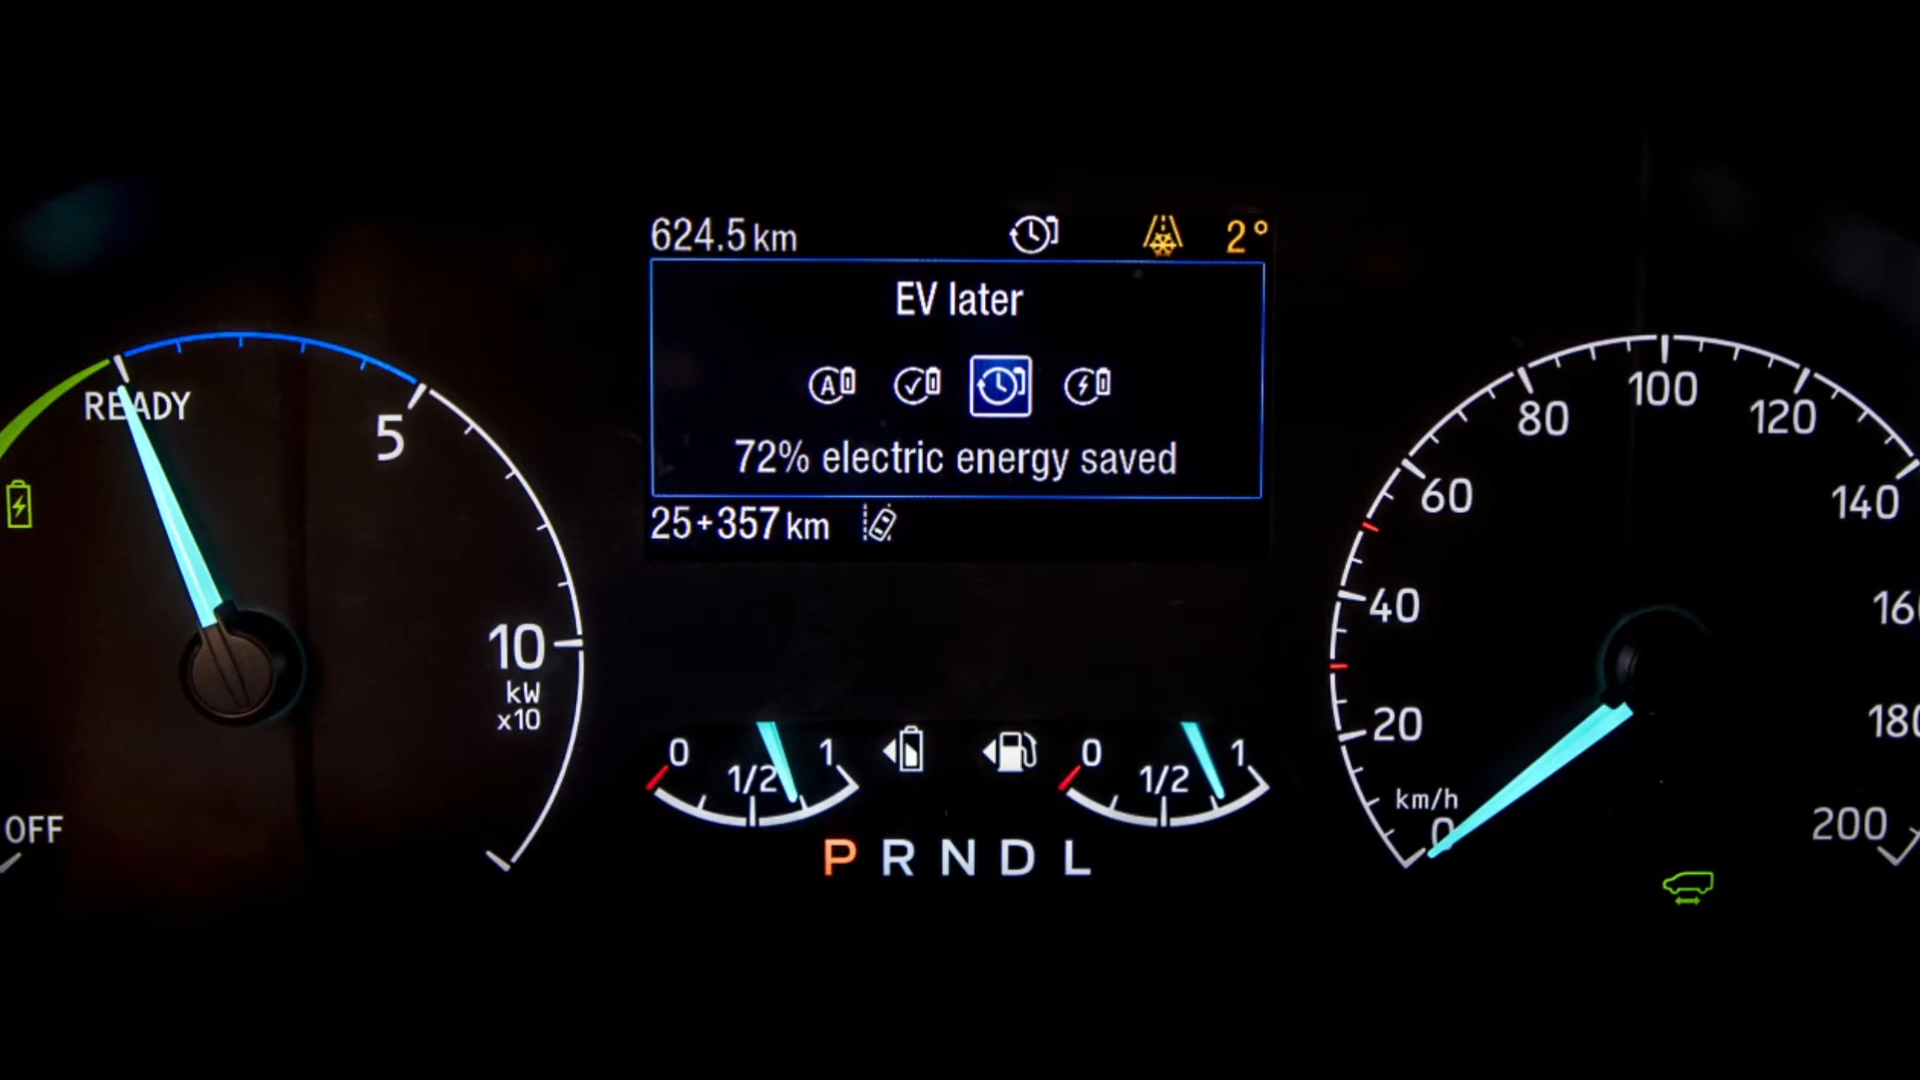 624.5 km 2°
EV later
A
72% electric energy saved
25+357 km
READY
5
10
kW
x10
OFF
0 1/2 1
0 1/2 1
P R N D L
0
20
40
60
80
100
120
140
180
200
km/h